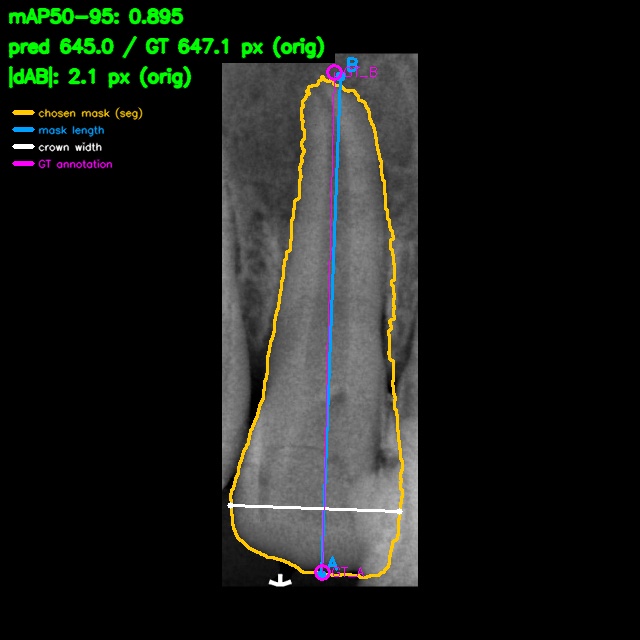 mAP50-95: 0.895
pred 645.0 / GT 647.1 px (orig)
|dAB|: 2.1 px (orig)
chosen mask (seg)
mask length
crown width
GT annotation
B
GT_B
A